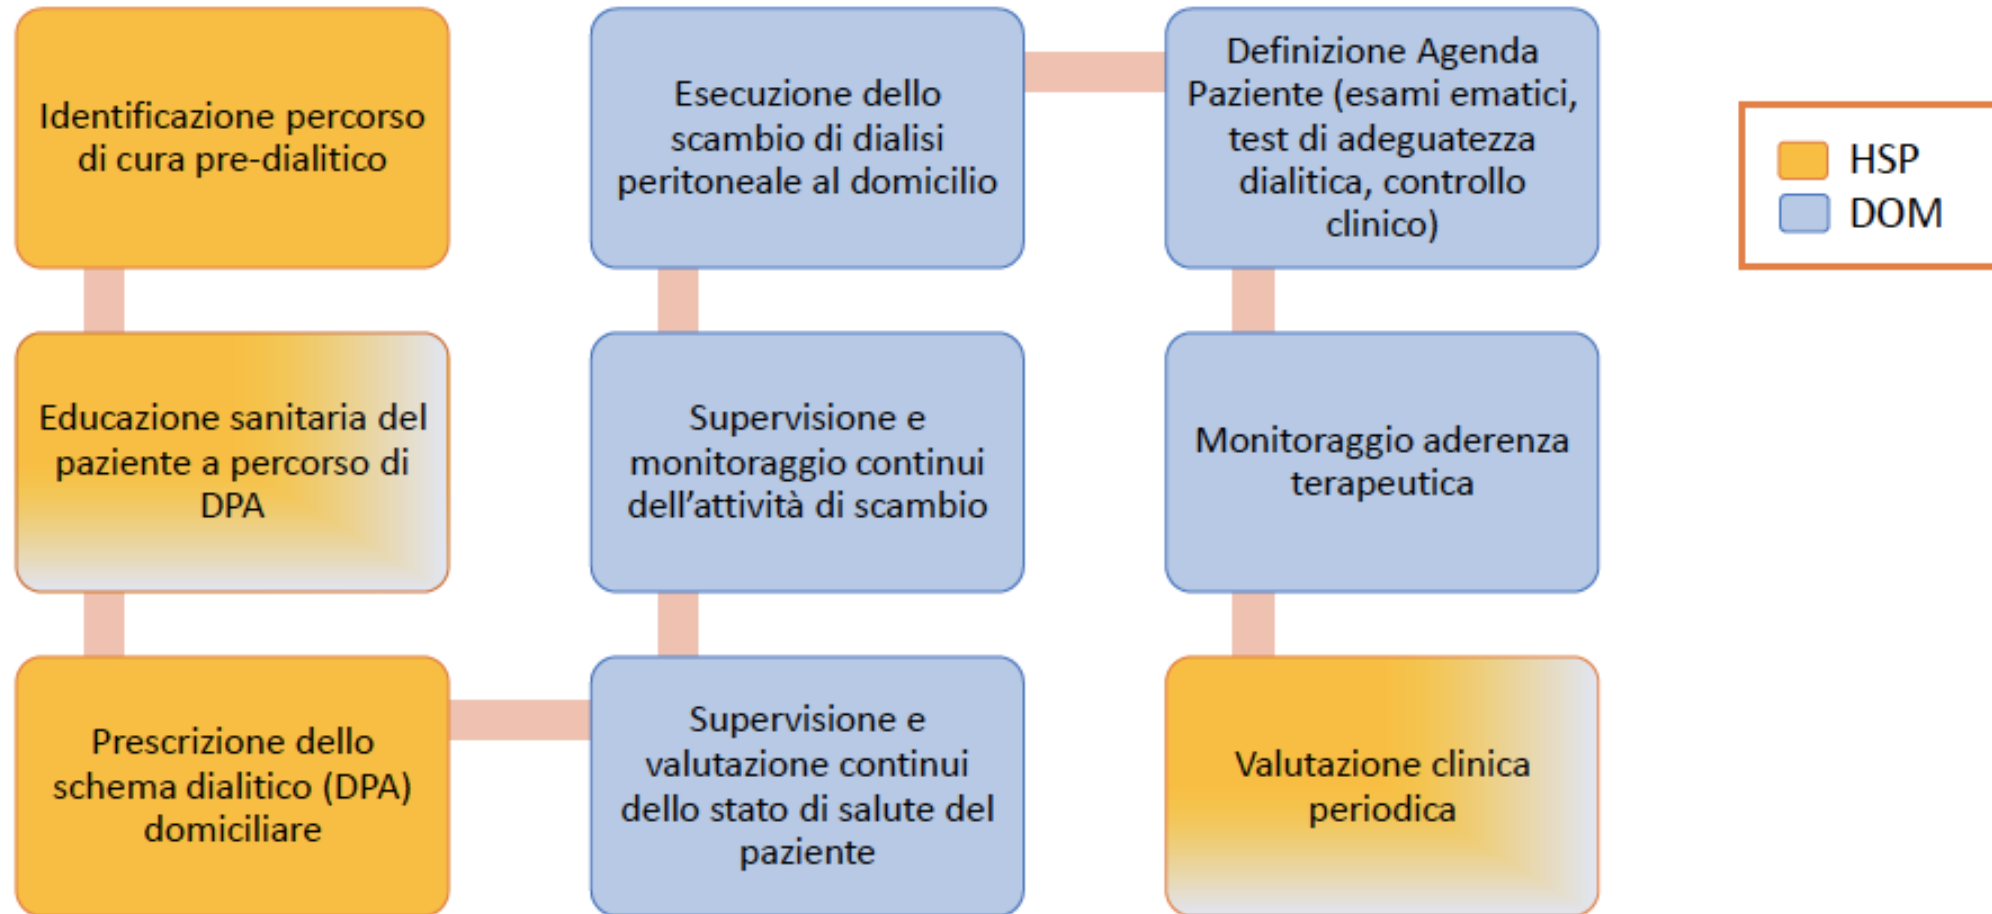 Identificazione percorso
di cura pre-dialitico
Educazione sanitaria del
paziente a percorso di
DPA
Prescrizione dello
schema dialitico (DPA)
domiciliare
Supervisione e
valutazione continui
dello stato di salute del
paziente
Supervisione e
monitoraggio continui
dell'attività di scambio
Esecuzione dello
scambio di dialisi
peritoneale al domicilio
Definizione Agenda
Paziente (esami ematici,
test di adeguatezza
dialitica, controllo
clinico)
Monitoraggio aderenza
terapeutica
Valutazione clinica
periodica
HSP
DOM